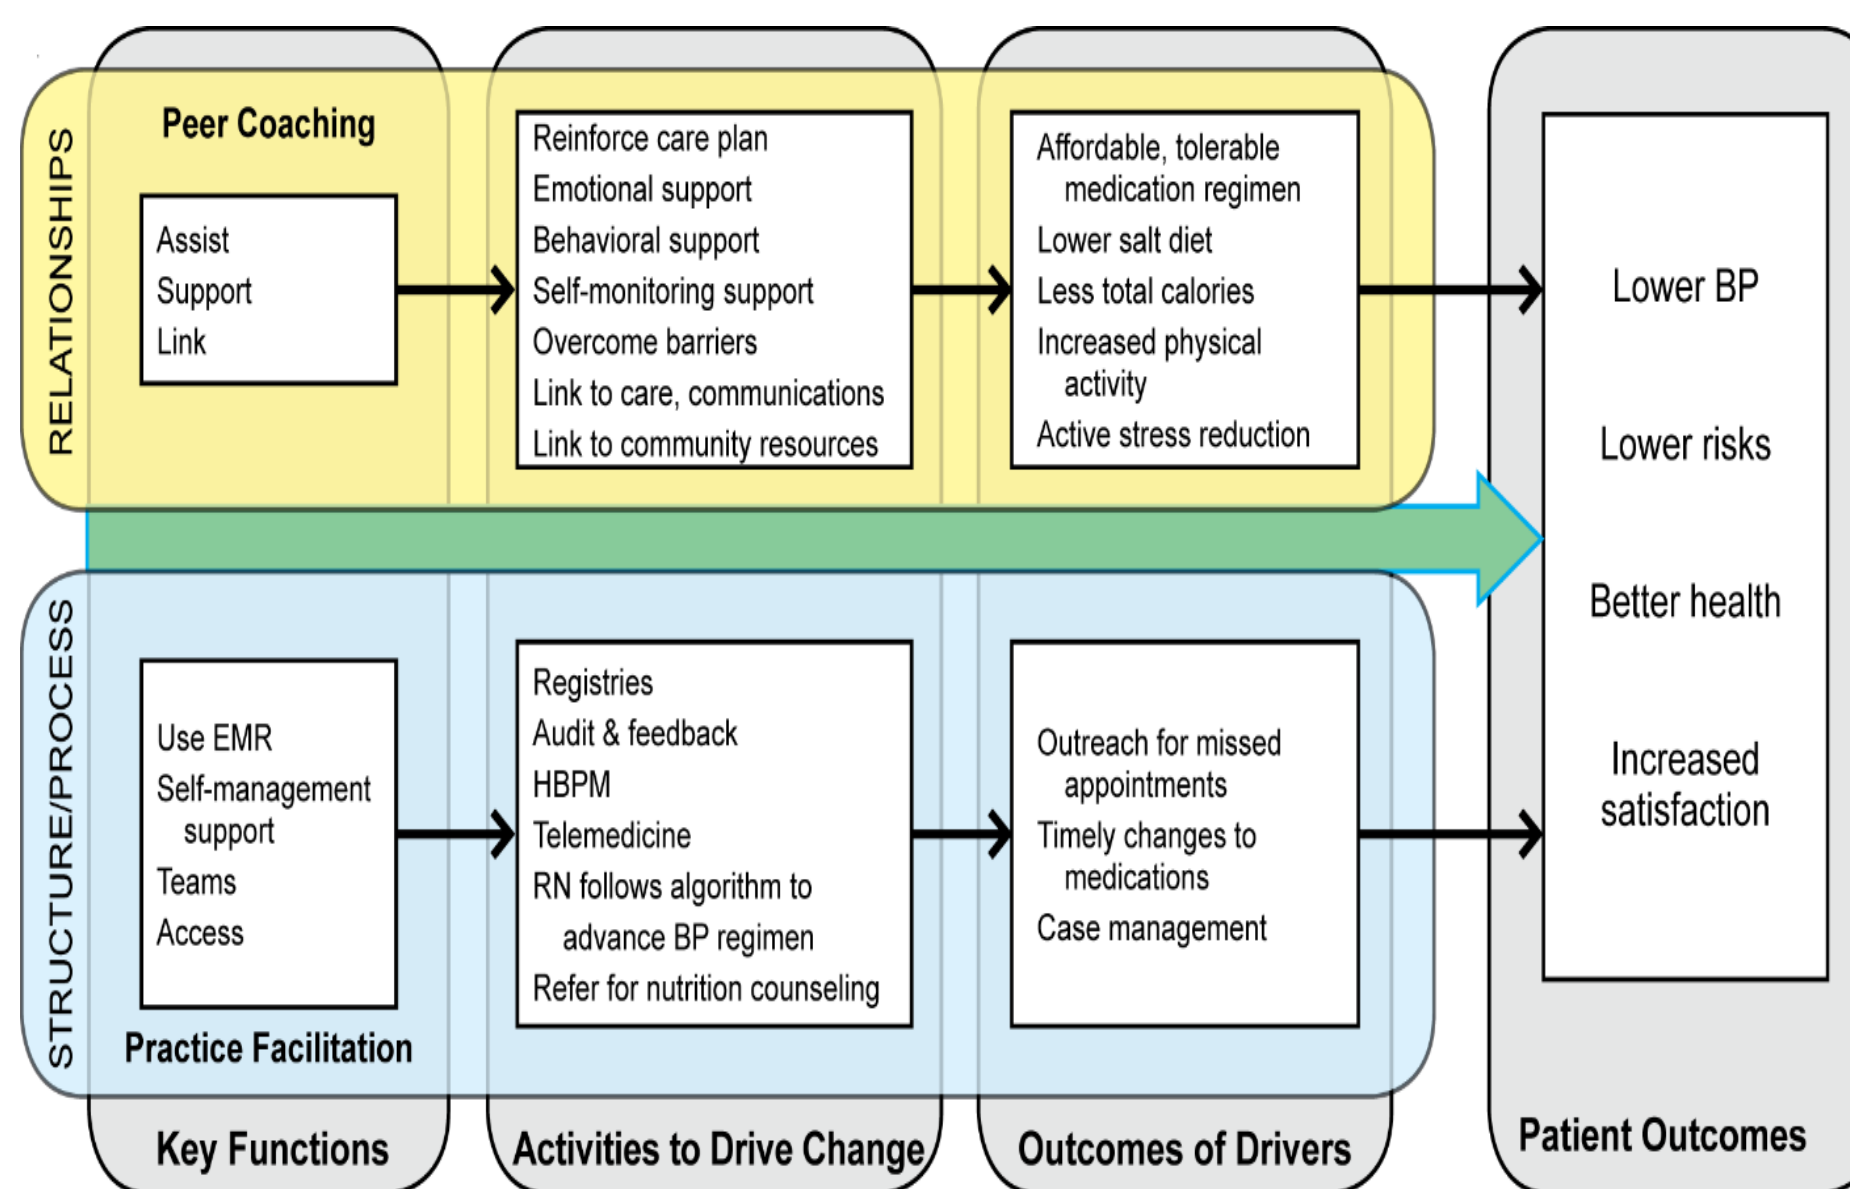 RELATIONSHIPS
Peer Coaching
Assist
Support
Link
Reinforce care plan
Emotional support
Behavioral support
Self-monitoring support
Overcome barriers
Link to care, communications
Link to community resources
Affordable, tolerable
medication regimen
Lower salt diet
Less total calories
Increased physical
activity
Active stress reduction
Lower BP
Lower risks
Better health
Increased
satisfaction
STRUCTURE/PROCESS
Use EMR
Self-management
support
Teams
Access
Practice Facilitation
Registries
Audit & feedback
HBPM
Telemedicine
RN follows algorithm to
advance BP regimen
Refer for nutrition counseling
Outreach for missed
appointments
Timely changes to
medications
Case management
Key Functions
Activities to Drive Change
Outcomes of Drivers
Patient Outcomes